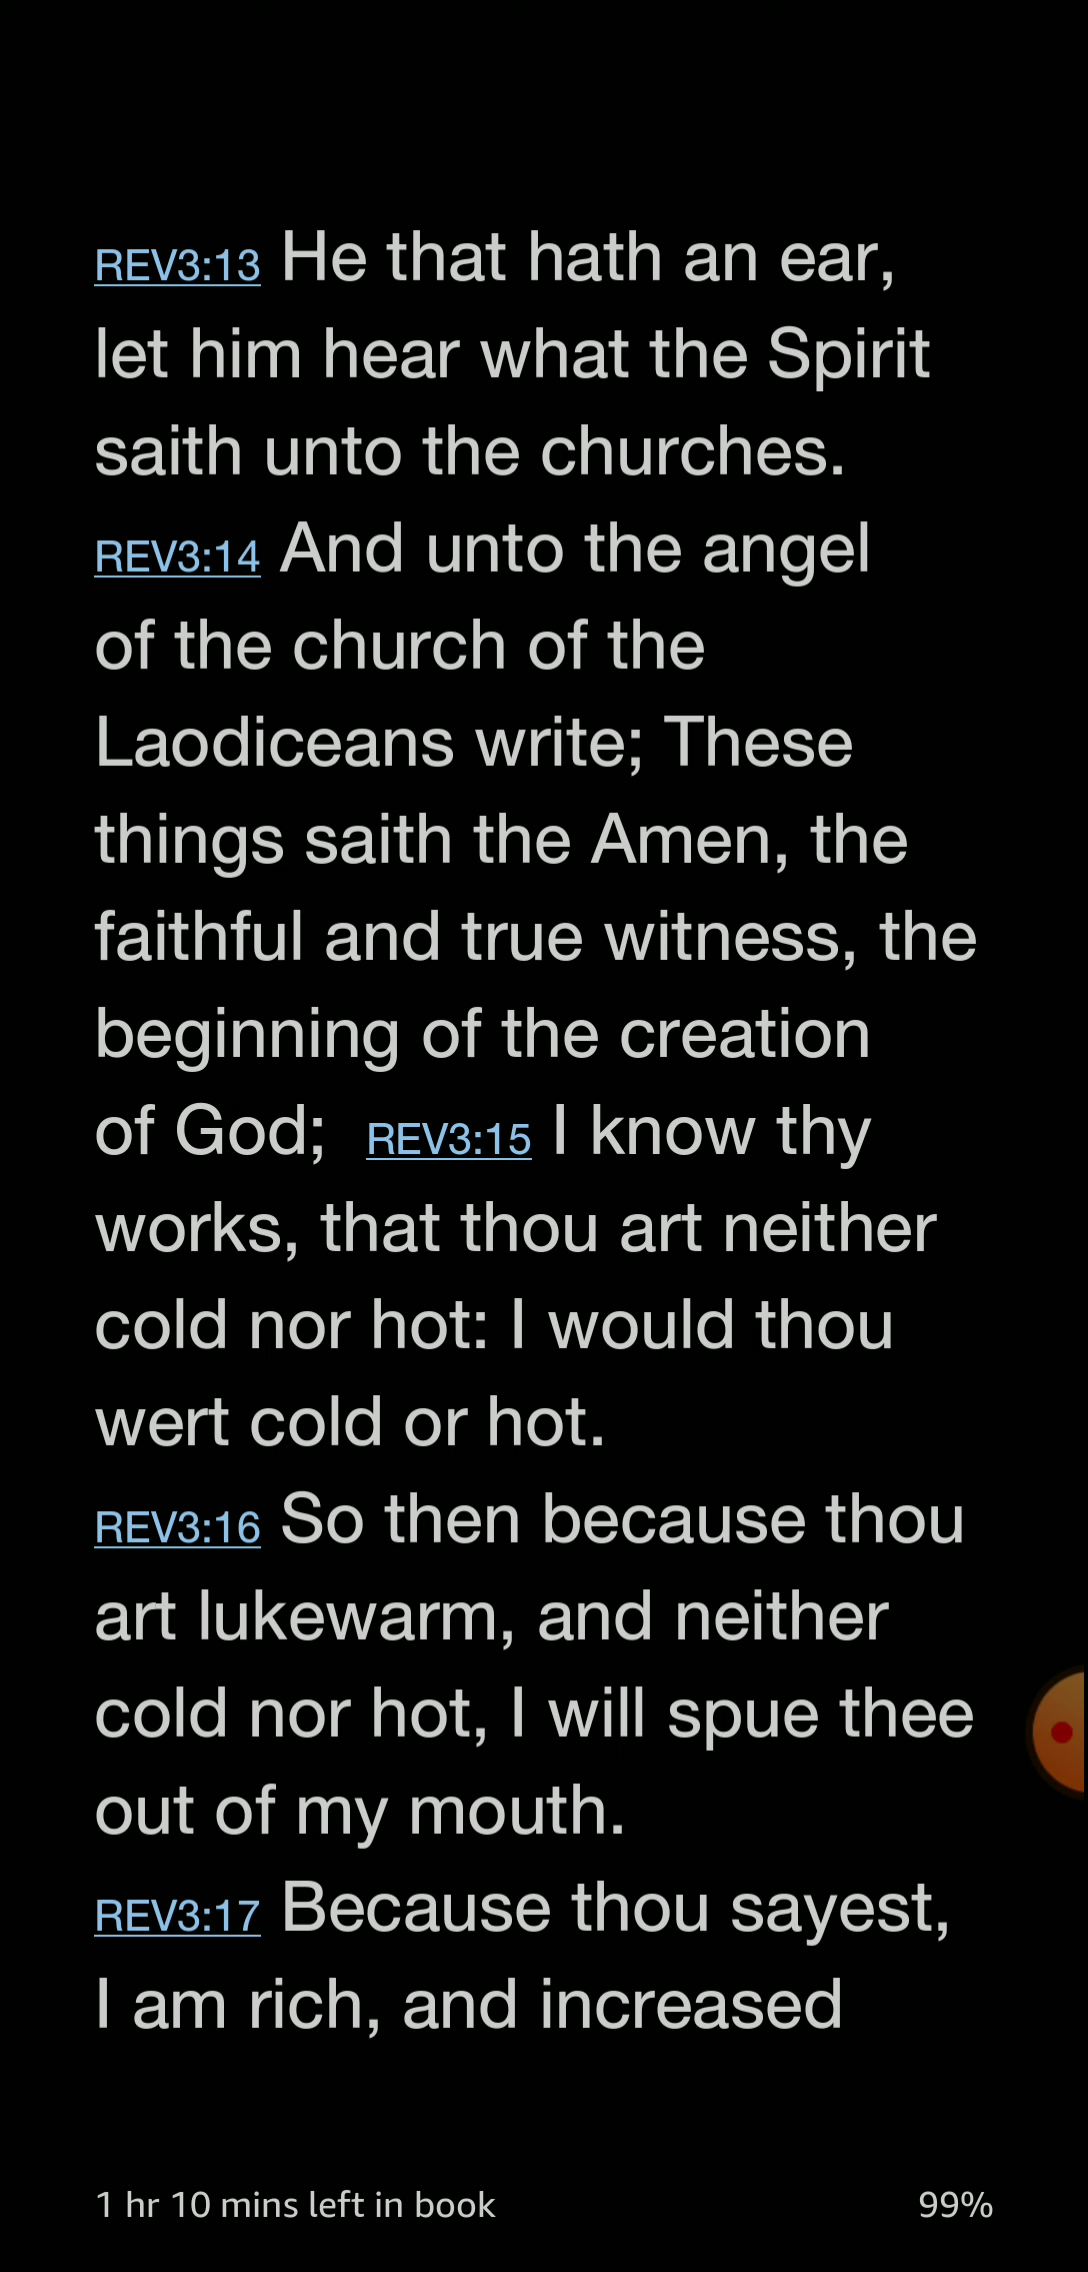 REV3:13 He that hath an ear,
let him hear what the Spirit
saith unto the churches.
REV3:14 And unto the angel
of the church of the
Laodiceans write; These
things saith the Amen, the
faithful and true witness, the
beginning of the creation
of God; REV3:15 I know thy
works, that thou art neither
cold nor hot: I would thou
wert cold or hot.
REV3:16 So then because thou
art lukewarm, and neither
cold nor hot, I will spue thee
out of my mouth.
REV3:17 Because thou sayest,
I am rich, and increased
1 hr 10 mins left in book 99%